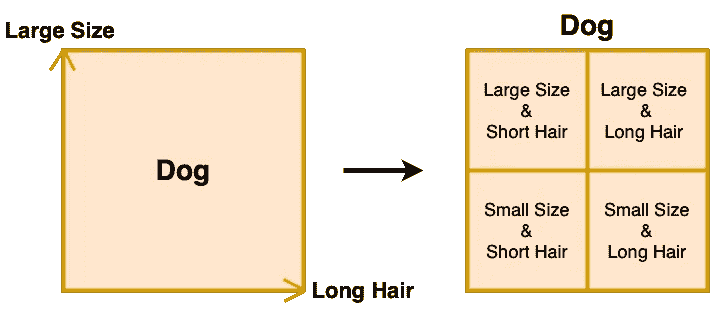 Large Size
Dog
Long Hair
Dog
Large Size
&
Short Hair
Large Size
&
Long Hair
Small Size
&
Short Hair
Small Size
&
Long Hair